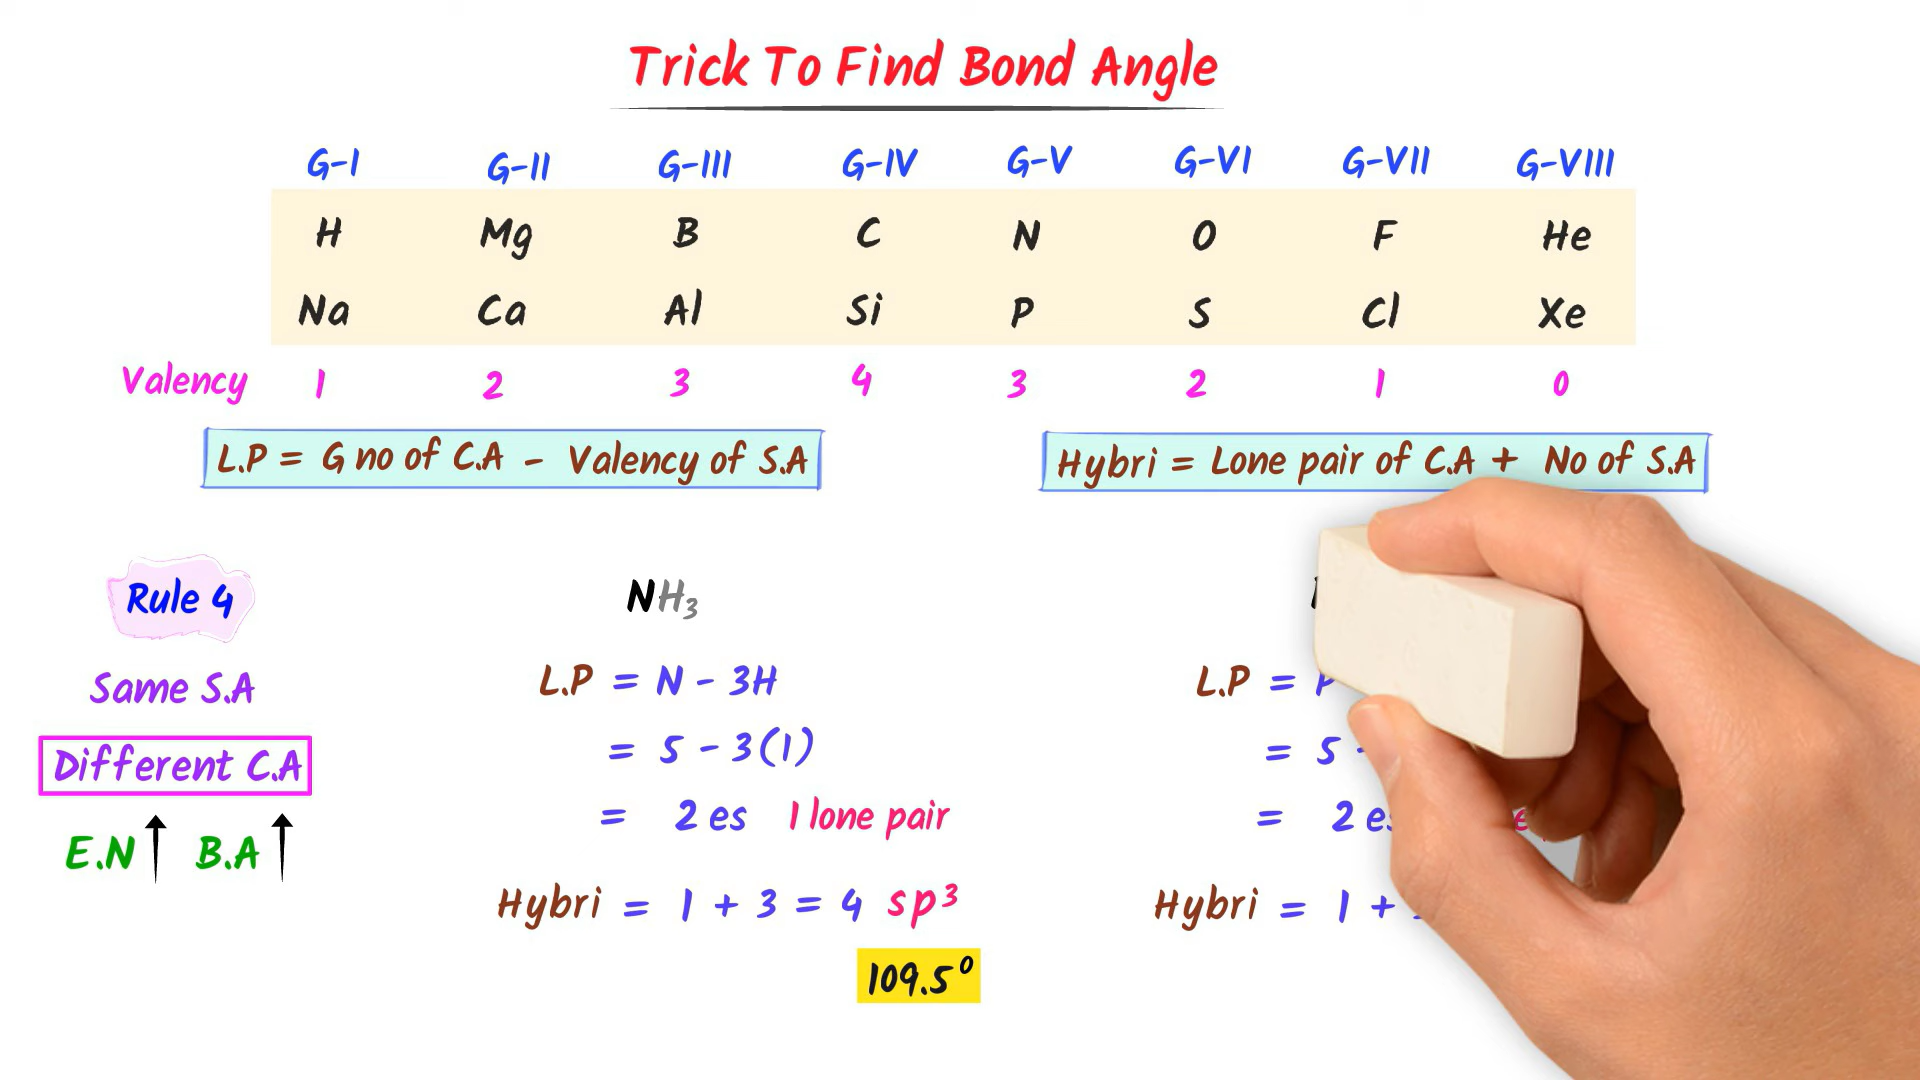 Trick To Find Bond Angle
G-I G-II G-III G-IV G-V G-VI G-VII G-VIII
H Mg B C N O F He
Na Ca Al Si P S Cl Xe
Valency 1 2 3 4 3 2 1 0
L.P = G no of C.A - Valency of S.A
Hybri = Lone pair of C.A + No of S.A
Rule 4
Same S.A
Different C.A
E.N↑ B.A↑
NH₃
L.P = N - 3H
= 5 - 3(1)
= 2 es 1 lone pair
Hybri = 1 + 3 = 4 sp³
109.5⁰
L.P = P
= 5 -
= 2 es
Hybri = 1 +